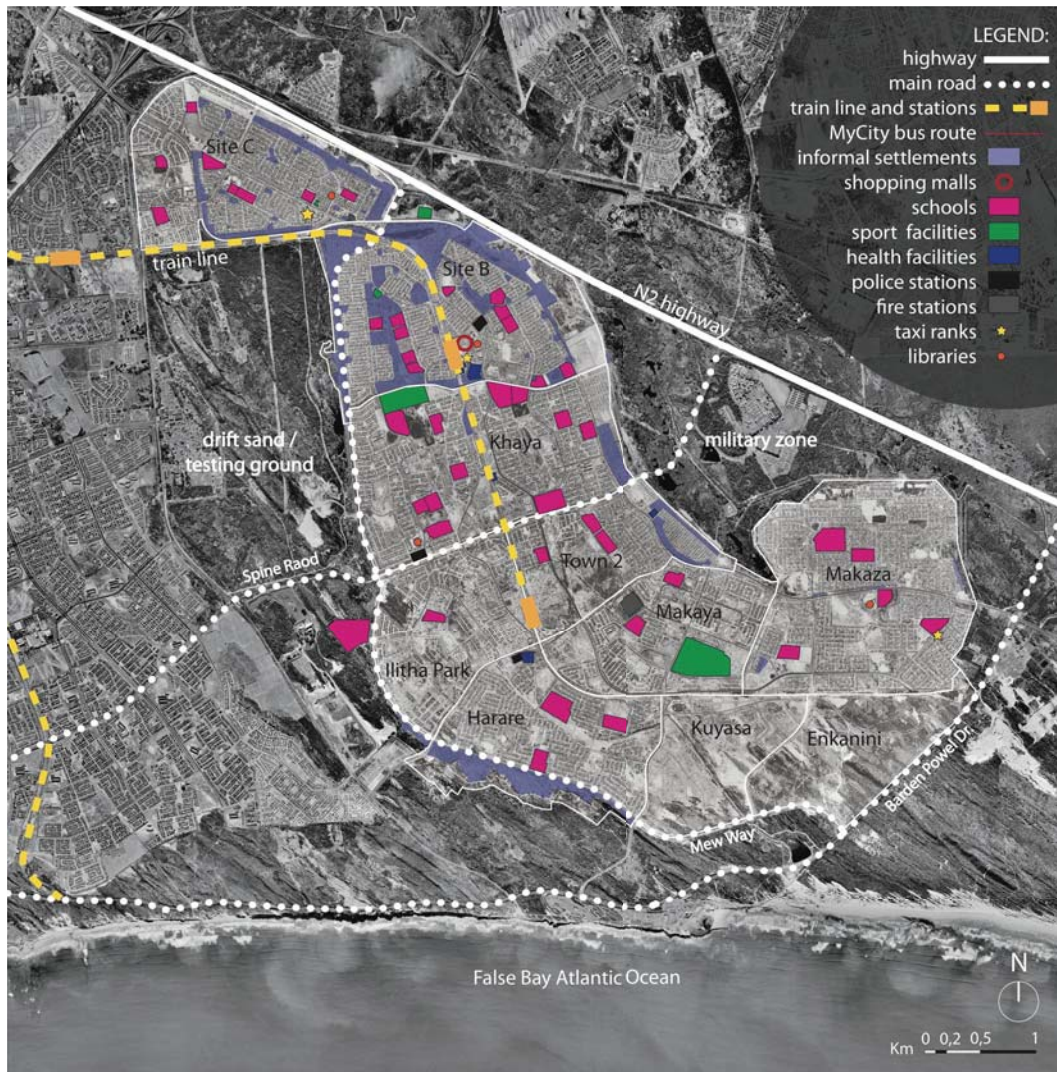 LEGEND:
highway
main road
train line and stations
MyCity bus route
informal settlements
shopping malls
schools
sport facilities
health facilities
police stations
fire stations
taxi ranks
libraries
Site C
train line
Site B
N2 highway
drift sand /
testing ground
Khaya
military zone
Spine Raod
Town 2
Makaza
Makaya
Ilitha Park
Harare
Kuyasa
Enkanini
Barden Powel Dr.
Mew Way
False Bay Atlantic Ocean
N
Km 0 0,2 0,5 1